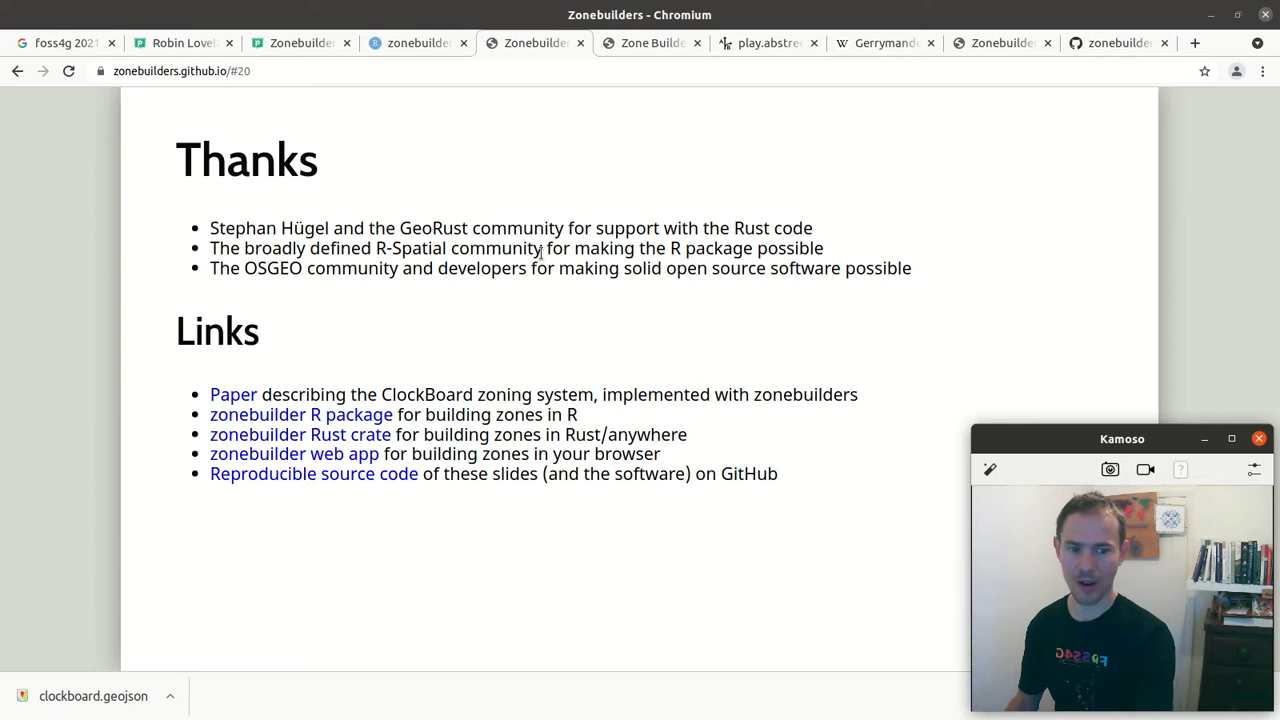 Zonebuilders - Chromium
foss4g 2021
Robin Lovel
Zonebuilder
zonebuilder
Zonebuilde
Zone Builde
play.abstre
Gerrymand
Zonebuilde
zonebuilde
zonebuilders.github.io/#20
Thanks
Stephan Hügel and the GeoRust community for support with the Rust code
The broadly defined R-Spatial community for making the R package possible
The OSGEO community and developers for making solid open source software possible
Links
Paper describing the ClockBoard zoning system, implemented with zonebuilders
zonebuilder R package for building zones in R
zonebuilder Rust crate for building zones in Rust/anywhere
zonebuilder web app for building zones in your browser
Reproducible source code of these slides (and the software) on GitHub
Kamoso
FOSS4G
clockboard.geojson